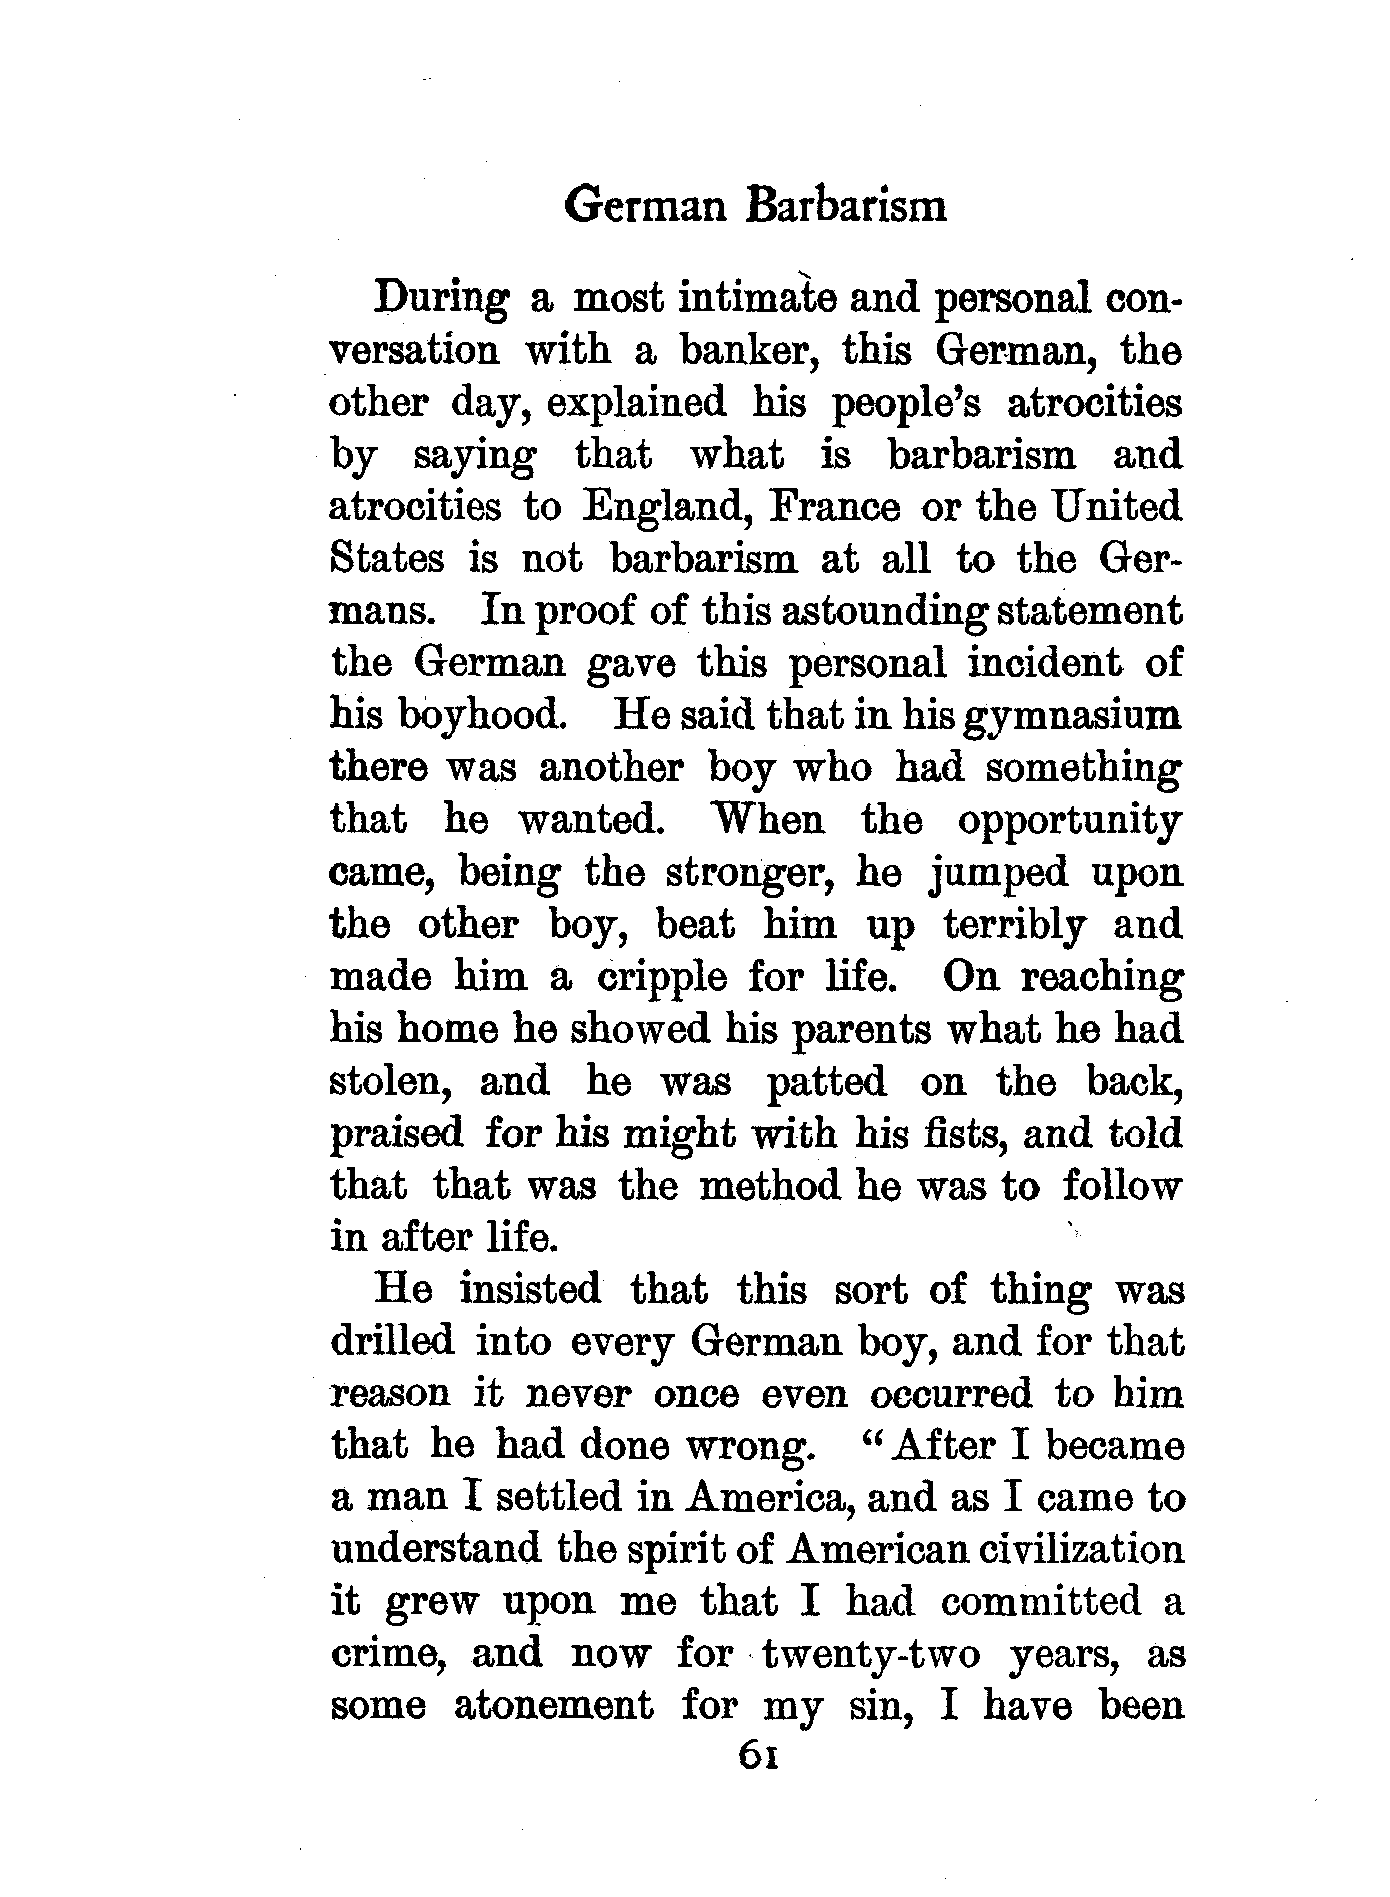 German Barbarism
During a most intimate and personal con-
versation with a banker, this German, the
other day, explained his people's atrocities
by saying that what is barbarism and
atrocities to England, France or the United
States is not barbarism at all to the Ger-
mans. In proof of this astounding statement
the German gave this personal incident of
his boyhood. He said that in his gymnasium
there was another boy who had something
that he wanted. When the opportunity
came, being the stronger, he jumped upon
the other boy, beat him up terribly and
made him a cripple for life. On reaching
his home he showed his parents what he had
stolen, and he was patted on the back,
praised for his might with his fists, and told
that that was the method he was to follow
in after life.
He insisted that this sort of thing was
drilled into every German boy, and for that
reason it never once even occurred to him
that he had done wrong. “After I became
a man I settled in America, and as I came to
understand the spirit of American civilization
it grew upon me that I had committed a
crime, and now for twenty-two years, as
some atonement for my sin, I have been
61